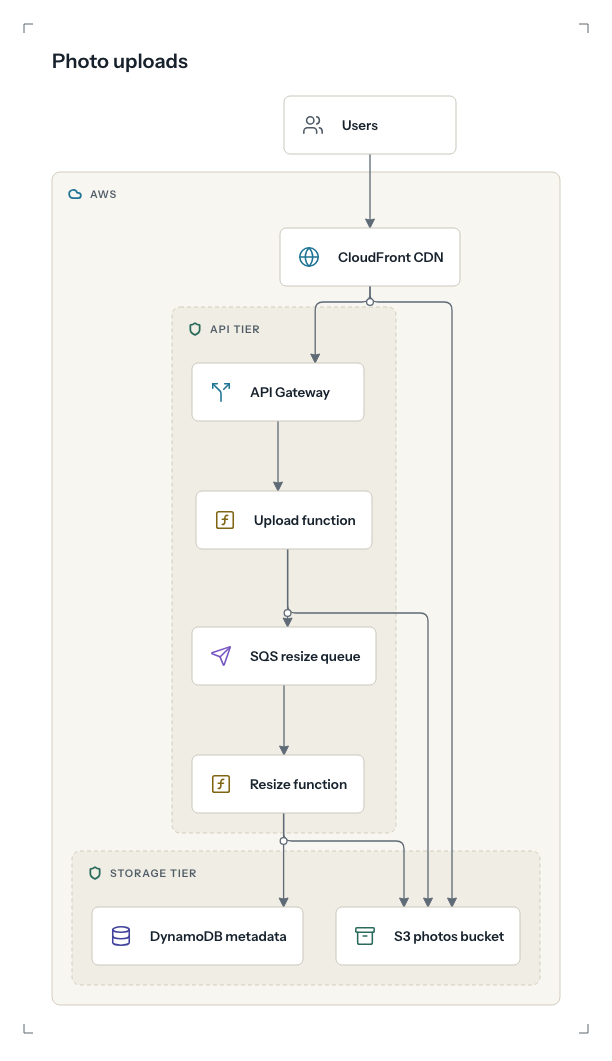 Photo uploads
Users
AWS
CloudFront CDN
API TIER
API Gateway
Upload function
SQS resize queue
Resize function
STORAGE TIER
DynamoDB metadata
S3 photos bucket